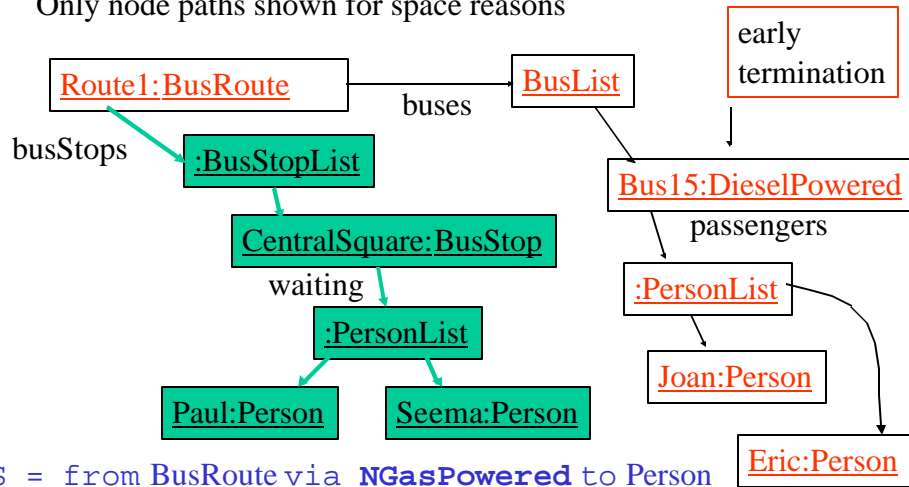 Only node paths shown for space reasons
early
termination
Route1:BusRoute
buses
BusList
busStops
:BusStopList
Bus15:DieselPowered
passengers
CentralSquare:BusStop
waiting
:PersonList
:PersonList
Joan:Person
Paul:Person
Seema:Person
Eric:Person
= from BusRoute via NGasPowered to Person